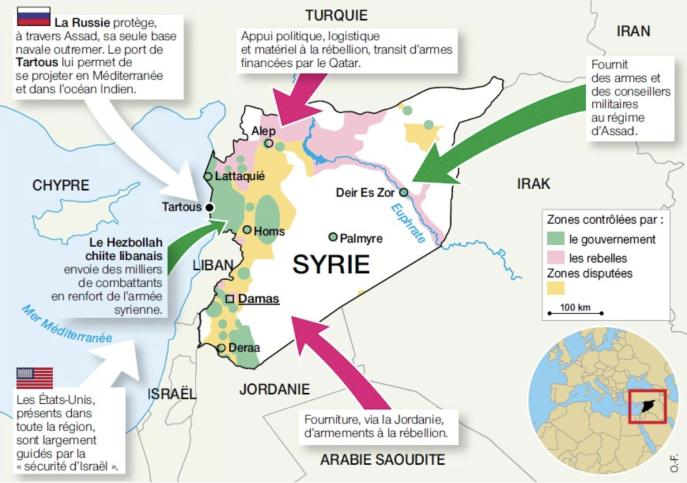 La Russie protège,
à travers Assad, sa seule base
navale outremer. Le port de
Tartous lui permet de
se projeter en Méditerranée
et dans l'océan Indien.
TURQUIE
Appui politique, logistique
et matériel à la rébellion, transit d'armes
financées par le Qatar.
IRAN
Fournit
des armes et
des conseillers
militaires
au régime
d'Assad.
Alep
Lattaquié
CHYPRE
Tartous
Deir Es Zor
IRAK
Euphrate
Homs
Palmyre
Le Hezbollah
chiite libanais
envoie des milliers
de combattants
en renfort de l'armée
syrienne.
LIBAN
SYRIE
Damas
Zones contrôlées par :
le gouvernement
les rebelles
Zones disputées
100 km
Mer Méditerranée
Deraa
ISRAËL
JORDANIE
Les États-Unis,
présents dans
toute la région,
sont largement
guidés par la
« sécurité d'Israël ».
Fourniture, via la Jordanie,
d'armements à la rébellion.
ARABIE SAOUDITE
O.-F.